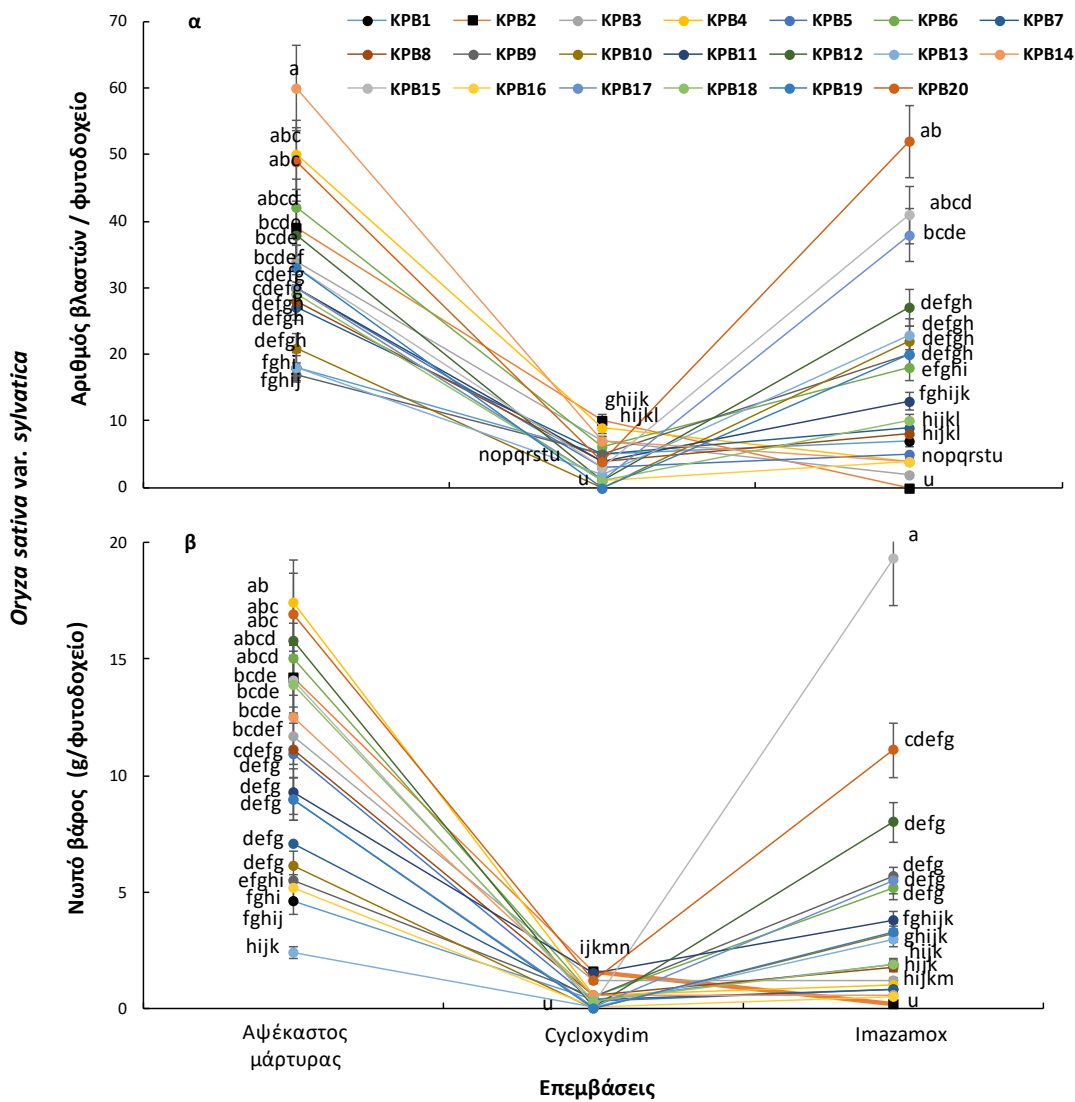 α
KPB1 KPB2 KPB3 KPB4 KPB5 KPB6 KPB7
KPB8 KPB9 KPB10 KPB11 KPB12 KPB13 KPB14
KPB15 KPB16 KPB17 KPB18 KPB19 KPB20
Oryza sativa var. sylvatica
Αριθμός βλαστών / φυτοδοχείο
70
60
50
40
30
20
10
0
a
abc
abc
abcd
bcde
bcde
bcdef
cdefg
cdefg
defgh
defgh
defgh
fghi
fghij
ghijk
hijkl
nopqrstu
u
ab
abcd
bcde
defgh
defgh
defgh
defgh
efghi
fghijk
hijkl
hijkl
nopqrstu
u
β
Νωπό βάρος (g/φυτοδοχείο)
20
15
10
5
0
ab
abc
abc
abcd
abcd
bcde
bcde
bcde
bcdef
cdefg
defg
defg
defg
defg
defg
efghi
fghi
fghij
hijk
ijkmn
u
a
cdefg
defg
defg
defg
defg
fghijk
ghijk
hijk
hijk
hijkm
u
Αψέκαστος
μάρτυρας
Cycloxydim
Imazamox
Επεμβάσεις